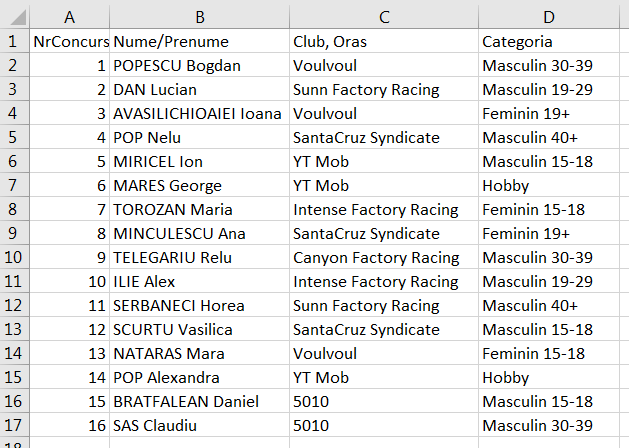 A B C D
1 NrConcurs Nume/Prenume Club, Oras Categoria
2 1 POPESCU Bogdan Voulvoul Masculin 30-39
3 2 DAN Lucian Sunn Factory Racing Masculin 19-29
4 3 AVASILICHIOAIEI Ioana Voulvoul Feminin 19+
5 4 POP Nelu SantaCruz Syndicate Masculin 40+
6 5 MIRICEL Ion YT Mob Masculin 15-18
7 6 MARES George YT Mob Hobby
8 7 TOROZAN Maria Intense Factory Racing Feminin 15-18
9 8 MINCULESCU Ana SantaCruz Syndicate Feminin 19+
10 9 TELEGARIU Relu Canyon Factory Racing Masculin 30-39
11 10 ILIE Alex Intense Factory Racing Masculin 19-29
12 11 SERBANECI Horea Sunn Factory Racing Masculin 40+
13 12 SCURTU Vasilica SantaCruz Syndicate Masculin 15-18
14 13 NATARAS Mara Voulvoul Feminin 15-18
15 14 POP Alexandra YT Mob Hobby
16 15 BRATFALEAN Daniel 5010 Masculin 15-18
17 16 SAS Claudiu 5010 Masculin 30-39